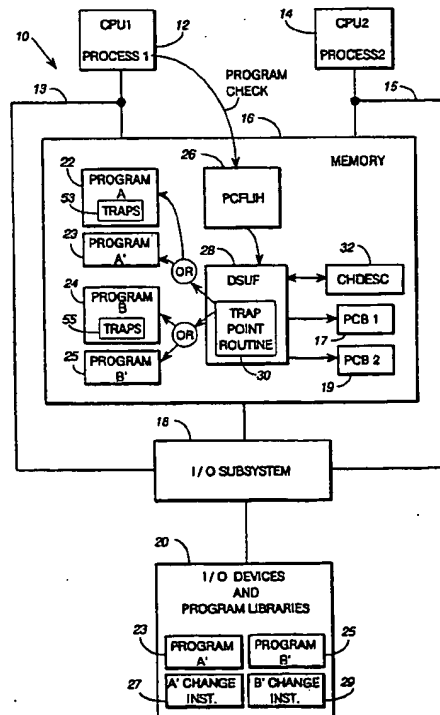 10
CPU1
PROCESS 1
12
CPU2
PROCESS2
14
13
PROGRAM
CHECK
15
16
MEMORY
22
PROGRAM
A
53
TRAPS
26
PCFLIH
23
PROGRAM
A'
28
DSUF
32
CHDESC
OR
24
PROGRAM
B
55
TRAPS
OR
TRAP
POINT
ROUTINE
30
PCB 1
17
25
PROGRAM
B'
PCB 2
19
18
I/O SUBSYSTEM
20
I/O DEVICES
AND
PROGRAM LIBRARIES
23
PROGRAM
A'
PROGRAM
B'
25
A' CHANGE
INST.
27
B' CHANGE
INST.
29